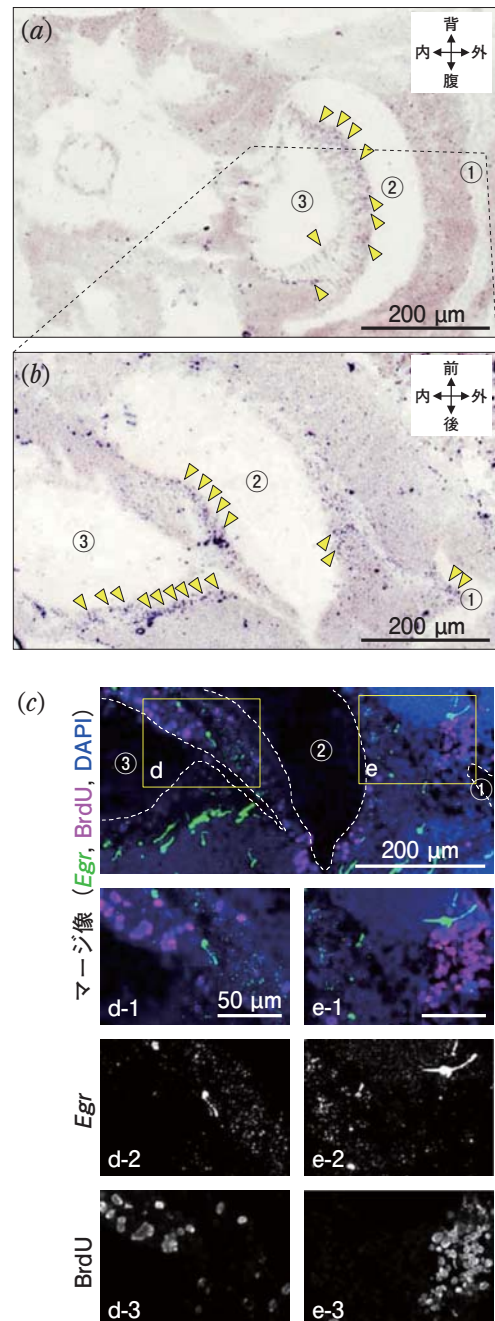 (a)
背
内 外
腹
①
②
③
200 µm
(b)
前
内 外
後
②
③
①
200 µm
(c)
③ d ② e ①
200 µm
マージ像 (Egr, BrdU, DAPI)
d-1 50 µm e-1
Egr
d-2 e-2
BrdU
d-3 e-3